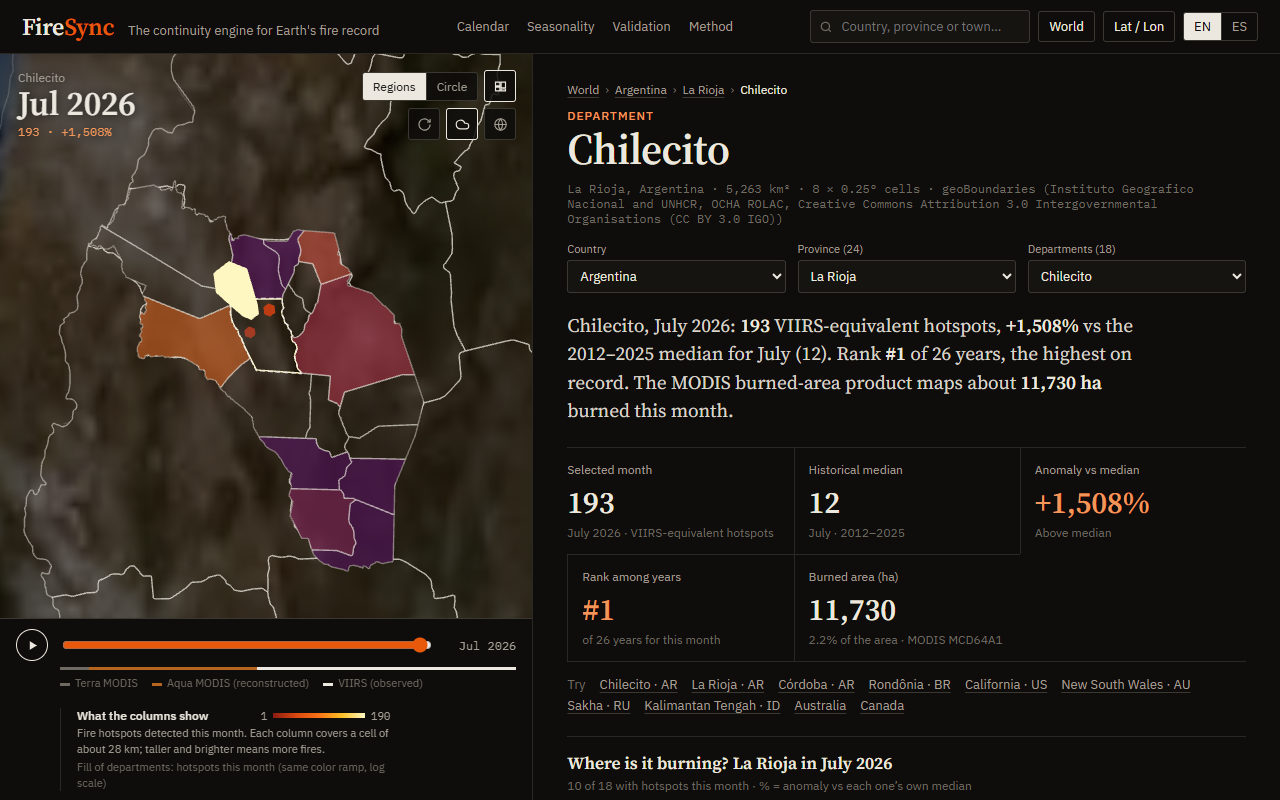 FireSync The continuity engine for Earth's fire record
Calendar Seasonality Validation Method
Country, province or town...
World
Lat / Lon
EN ES
Chilecito
Jul 2026
193 · +1,508%
Regions Circle
World › Argentina › La Rioja › Chilecito
DEPARTMENT
Chilecito
La Rioja, Argentina · 5,263 km² · 8 × 0.25° cells · geoBoundaries (Instituto Geografico
Nacional and UNHCR, OCHA ROLAC, Creative Commons Attribution 3.0 Intergovernmental
Organisations (CC BY 3.0 IGO))
Country Province (24) Departments (18)
Argentina La Rioja Chilecito
Chilecito, July 2026: 193 VIIRS-equivalent hotspots, +1,508% vs the
2012–2025 median for July (12). Rank #1 of 26 years, the highest on
record. The MODIS burned-area product maps about 11,730 ha
burned this month.
Selected month
193
July 2026 · VIIRS-equivalent hotspots
Historical median
12
July · 2012–2025
Anomaly vs median
+1,508%
Above median
Rank among years
#1
of 26 years for this month
Burned area (ha)
11,730
2.2% of the area · MODIS MCD64A1
Try Chilecito · AR La Rioja · AR Córdoba · AR Rondônia · BR California · US New South Wales · AU
Sakha · RU Kalimantan Tengah · ID Australia Canada
Where is it burning? La Rioja in July 2026
10 of 18 with hotspots this month · % = anomaly vs each one's own median
Jul 2026
Terra MODIS Aqua MODIS (reconstructed) VIIRS (observed)
What the columns show 1 190
Fire hotspots detected this month. Each column covers a cell of
about 28 km; taller and brighter means more fires.
Fill of departments: hotspots this month (same color ramp, log
scale)